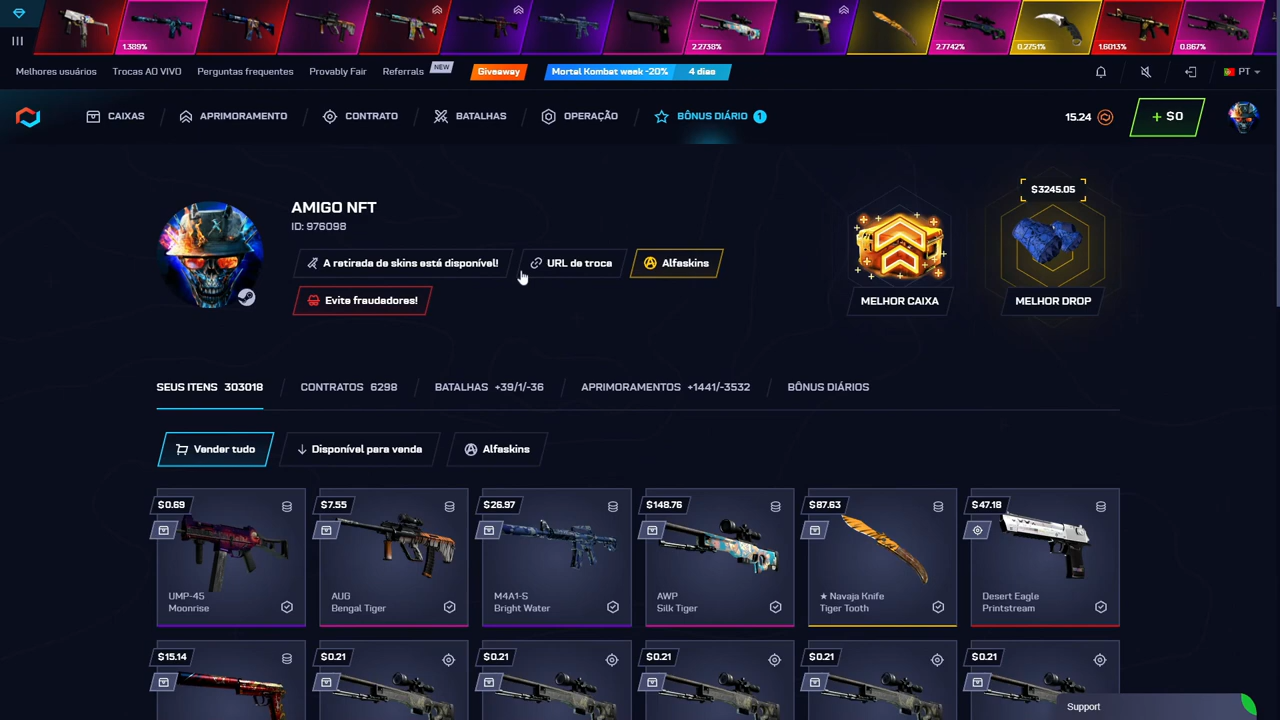 1.389%
2.2738%
2.7742%
0.2751%
1.6013%
0.867%
Melhores usuários
Trocas AO VIVO
Perguntas frequentes
Provably Fair
Referrals
NEW
Giveaway
Mortal Kombat week -20%
4 dias
PT
CAIXAS
APRIMORAMENTO
CONTRATO
BATALHAS
OPERAÇÃO
BÔNUS DIÁRIO
1
15.24
+ $0
AMIGO NFT
ID: 976098
A retirada de skins está disponível!
URL de troca
Alfaskins
Evite fraudadores!
MELHOR CAIXA
$3245.05
MELHOR DROP
SEUS ITENS 303018
CONTRATOS 6298
BATALHAS +39/1/-36
APRIMORAMENTOS +1441/-3532
BÔNUS DIÁRIOS
Vender tudo
Disponível para venda
Alfaskins
$0.69
UMP-45
Moonrise
$7.55
AUG
Bengal Tiger
$26.97
M4A1-S
Bright Water
$148.76
AWP
Silk Tiger
$87.63
★ Navaja Knife
Tiger Tooth
$47.18
Desert Eagle
Printstream
$15.14
$0.21
$0.21
$0.21
$0.21
$0.21
Support